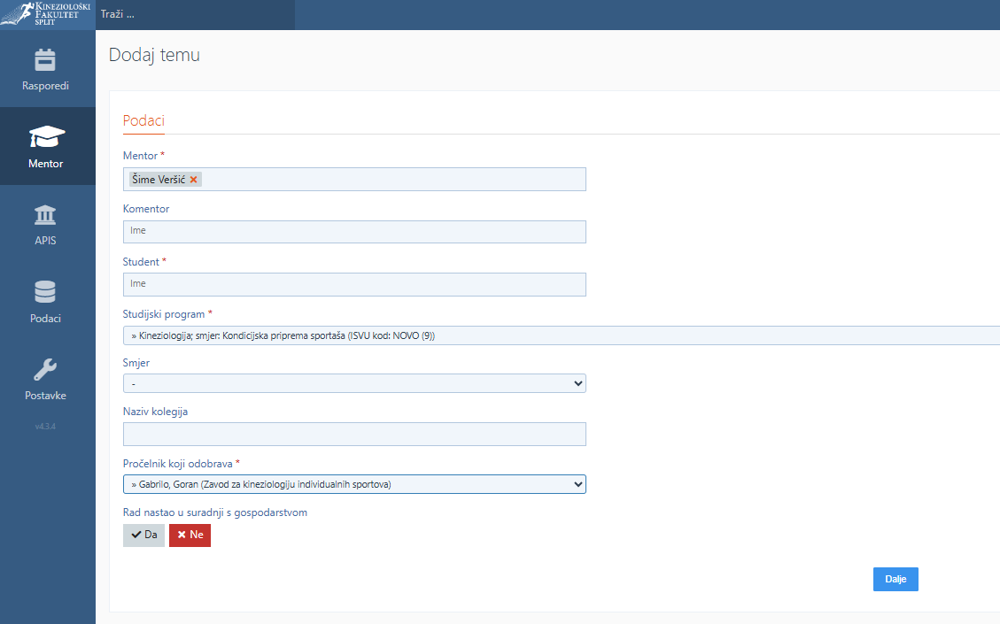 KINEZIOLOŠKI
FAKULTET
SPLIT
Traži ...
Rasporedi
Mentor
APIS
Podaci
Postavke
v4.3.4
Dodaj temu
Podaci
Mentor *
Šime Veršić ×
Komentor
Ime
Student *
Ime
Studijski program *
» Kineziologija; smjer: Kondicijska priprema sportaša (ISVU kod: NOVO (9))
Smjer
-
Naziv kolegija
Pročelnik koji odobrava *
» Gabrilo, Goran (Zavod za kineziologiju individualnih sportova)
Rad nastao u suradnji s gospodarstvom
Da
Ne
Dalje